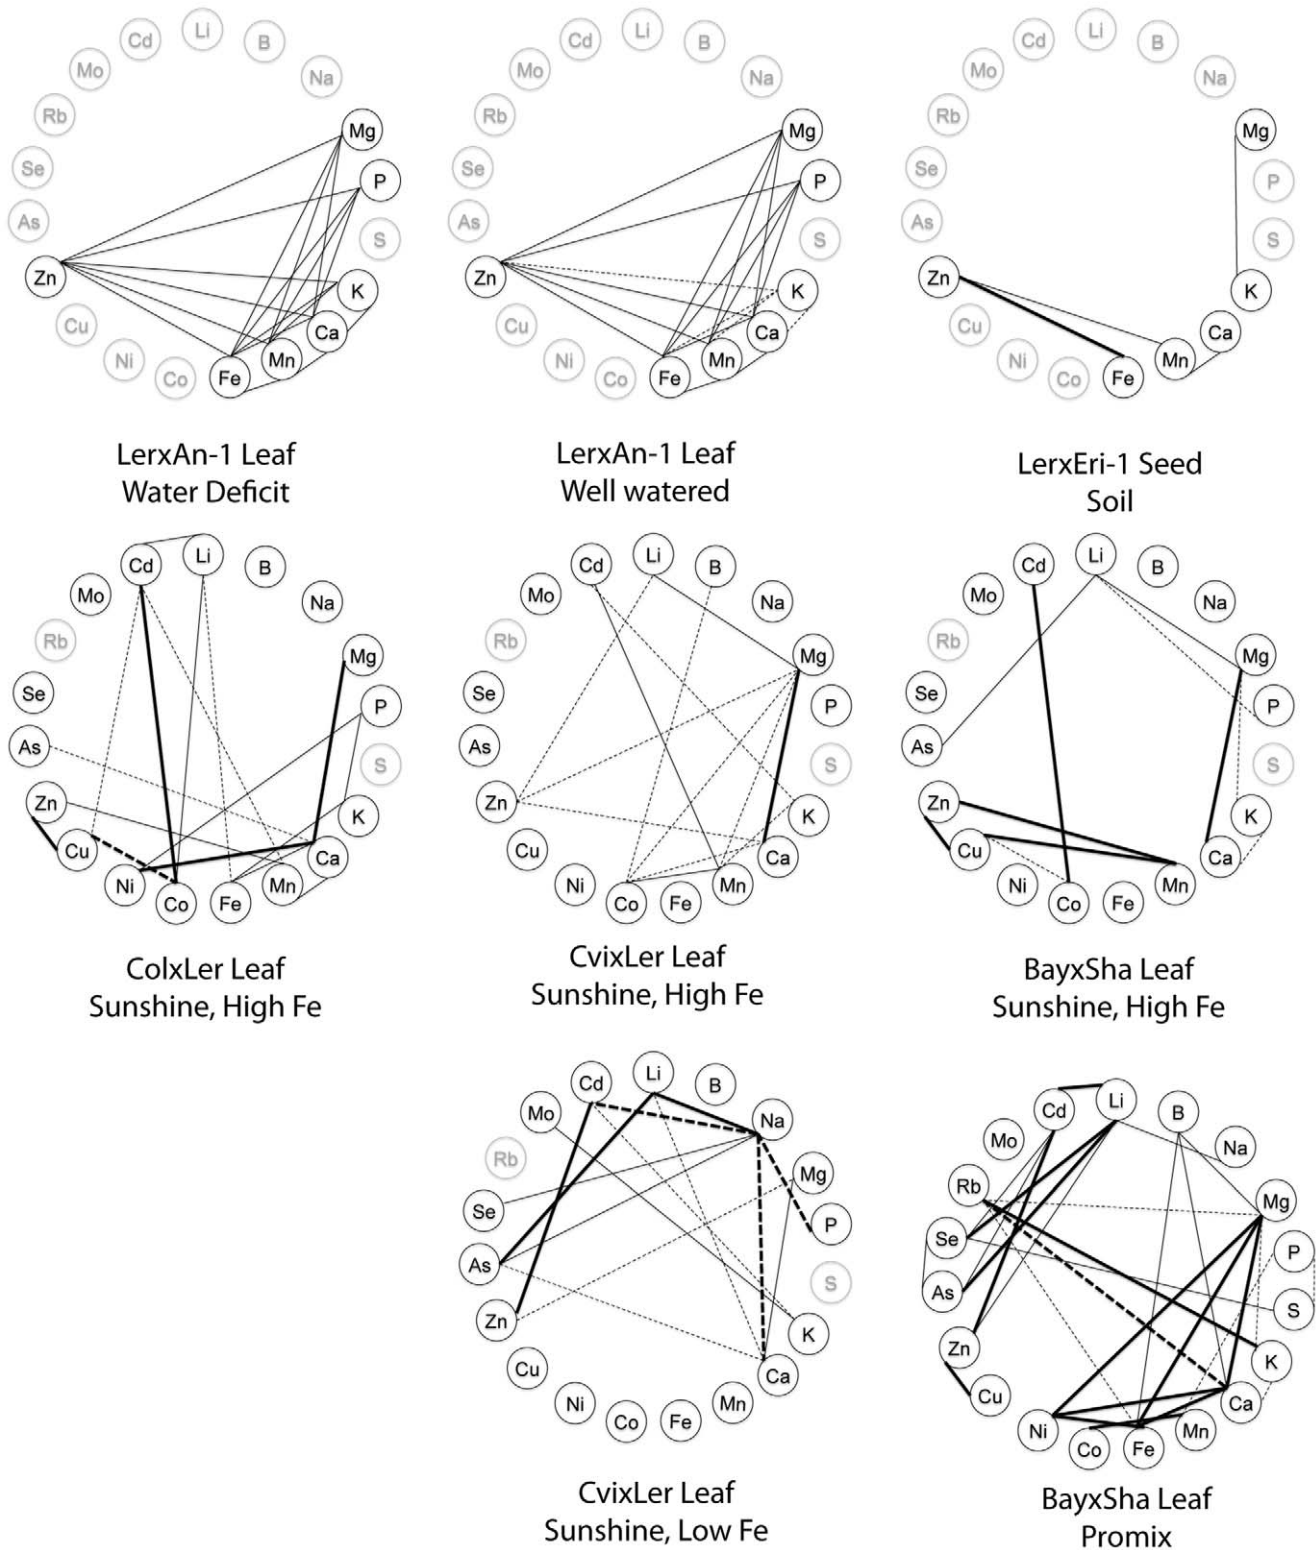 Li
Cd
B
Mo
Na
Rb
Mg
Se
P
As
S
Zn
K
Cu
Ca
Ni
Mn
Co
Fe
LerxAn-1 Leaf
Water Deficit
Li
Cd
B
Mo
Na
Rb
Mg
Se
P
As
S
Zn
K
Cu
Ca
Ni
Mn
Co
Fe
LerxAn-1 Leaf
Well watered
Li
Cd
B
Mo
Na
Rb
Mg
Se
P
As
S
Zn
K
Cu
Ca
Ni
Mn
Co
Fe
LerxEri-1 Seed
Soil
Li
Cd
B
Mo
Na
Rb
Mg
Se
P
As
S
Zn
K
Cu
Ca
Ni
Mn
Co
Fe
ColxLer Leaf
Sunshine, High Fe
Li
Cd
B
Mo
Na
Rb
Mg
Se
P
As
S
Zn
K
Cu
Ca
Ni
Mn
Co
Fe
CvixLer Leaf
Sunshine, High Fe
Li
Cd
B
Mo
Na
Rb
Mg
Se
P
As
S
Zn
K
Cu
Ca
Ni
Mn
Co
Fe
BayxSha Leaf
Sunshine, High Fe
Li
Cd
B
Mo
Na
Rb
Mg
Se
P
As
S
Zn
K
Cu
Ca
Ni
Mn
Co
Fe
CvixLer Leaf
Sunshine, Low Fe
Li
Cd
B
Mo
Na
Rb
Mg
Se
P
As
S
Zn
K
Cu
Ca
Ni
Mn
Co
Fe
BayxSha Leaf
Promix